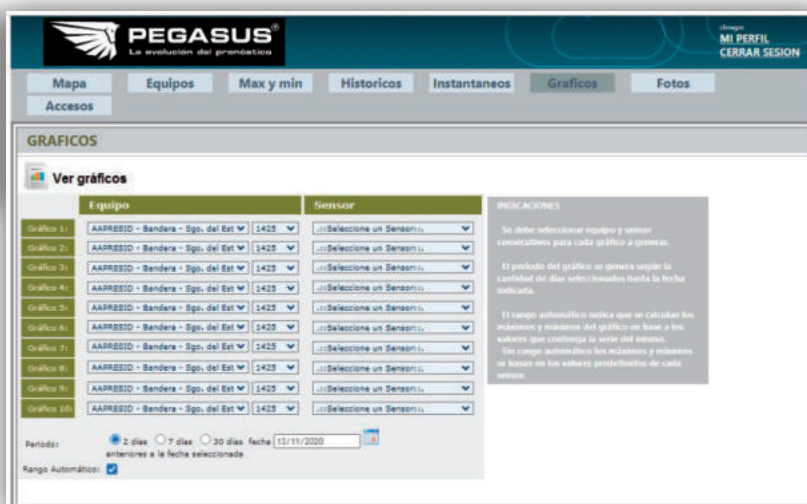 PEGASUS®
La evolución del pronóstico
MI PERFIL
CERRAR SESION
Mapa
Equipos
Max y min
Historicos
Instantaneos
Graficos
Fotos
Accesos
GRAFICOS
Ver gráficos
Equipo
Sensor
Gráfico 1: AAPRESID - Bandera - Sgo. del Est 1425 .::Seleccione un Sensor::.
Gráfico 2: AAPRESID - Bandera - Sgo. del Est 1425 .::Seleccione un Sensor::.
Gráfico 3: AAPRESID - Bandera - Sgo. del Est 1425 .::Seleccione un Sensor::.
Gráfico 4: AAPRESID - Bandera - Sgo. del Est 1425 .::Seleccione un Sensor::.
Gráfico 5: AAPRESID - Bandera - Sgo. del Est 1425 .::Seleccione un Sensor::.
Gráfico 6: AAPRESID - Bandera - Sgo. del Est 1425 .::Seleccione un Sensor::.
Gráfico 7: AAPRESID - Bandera - Sgo. del Est 1425 .::Seleccione un Sensor::.
Gráfico 8: AAPRESID - Bandera - Sgo. del Est 1425 .::Seleccione un Sensor::.
Gráfico 9: AAPRESID - Bandera - Sgo. del Est 1425 .::Seleccione un Sensor::.
Gráfico 10: AAPRESID - Bandera - Sgo. del Est 1425 .::Seleccione un Sensor::.
INDICACIONES
Se debe seleccionar equipo y sensor
consecutivos para cada gráfico a generar.
El periodo del gráfico se genera según la
cantidad de días seleccionados hasta la fecha
indicada.
El rango automático indica que se calculan los
máximos y mínimos del gráfico en base a los
valores que contenga la serie del mismo.
Sin rango automático los máximos y mínimos
se basan en los valores predefinidos de cada
sensor.
Periodo: 2 días 7 días 30 días fecha 13/11/2020
anteriores a la fecha seleccionada
Rango Automático: